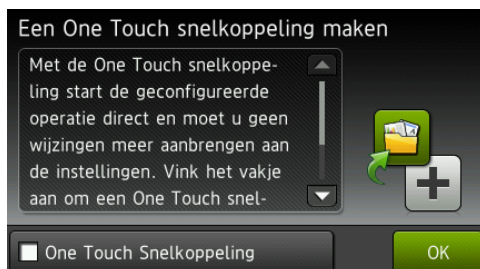 Een One Touch snelkoppeling maken
Met de One Touch snelkoppe-
ling start de geconfigureerde
operatie direct en moet u geen
wijzingen meer aanbrengen aan
de instellingen. Vink het vakje
aan om een One Touch snel-
One Touch Snelkoppeling
OK